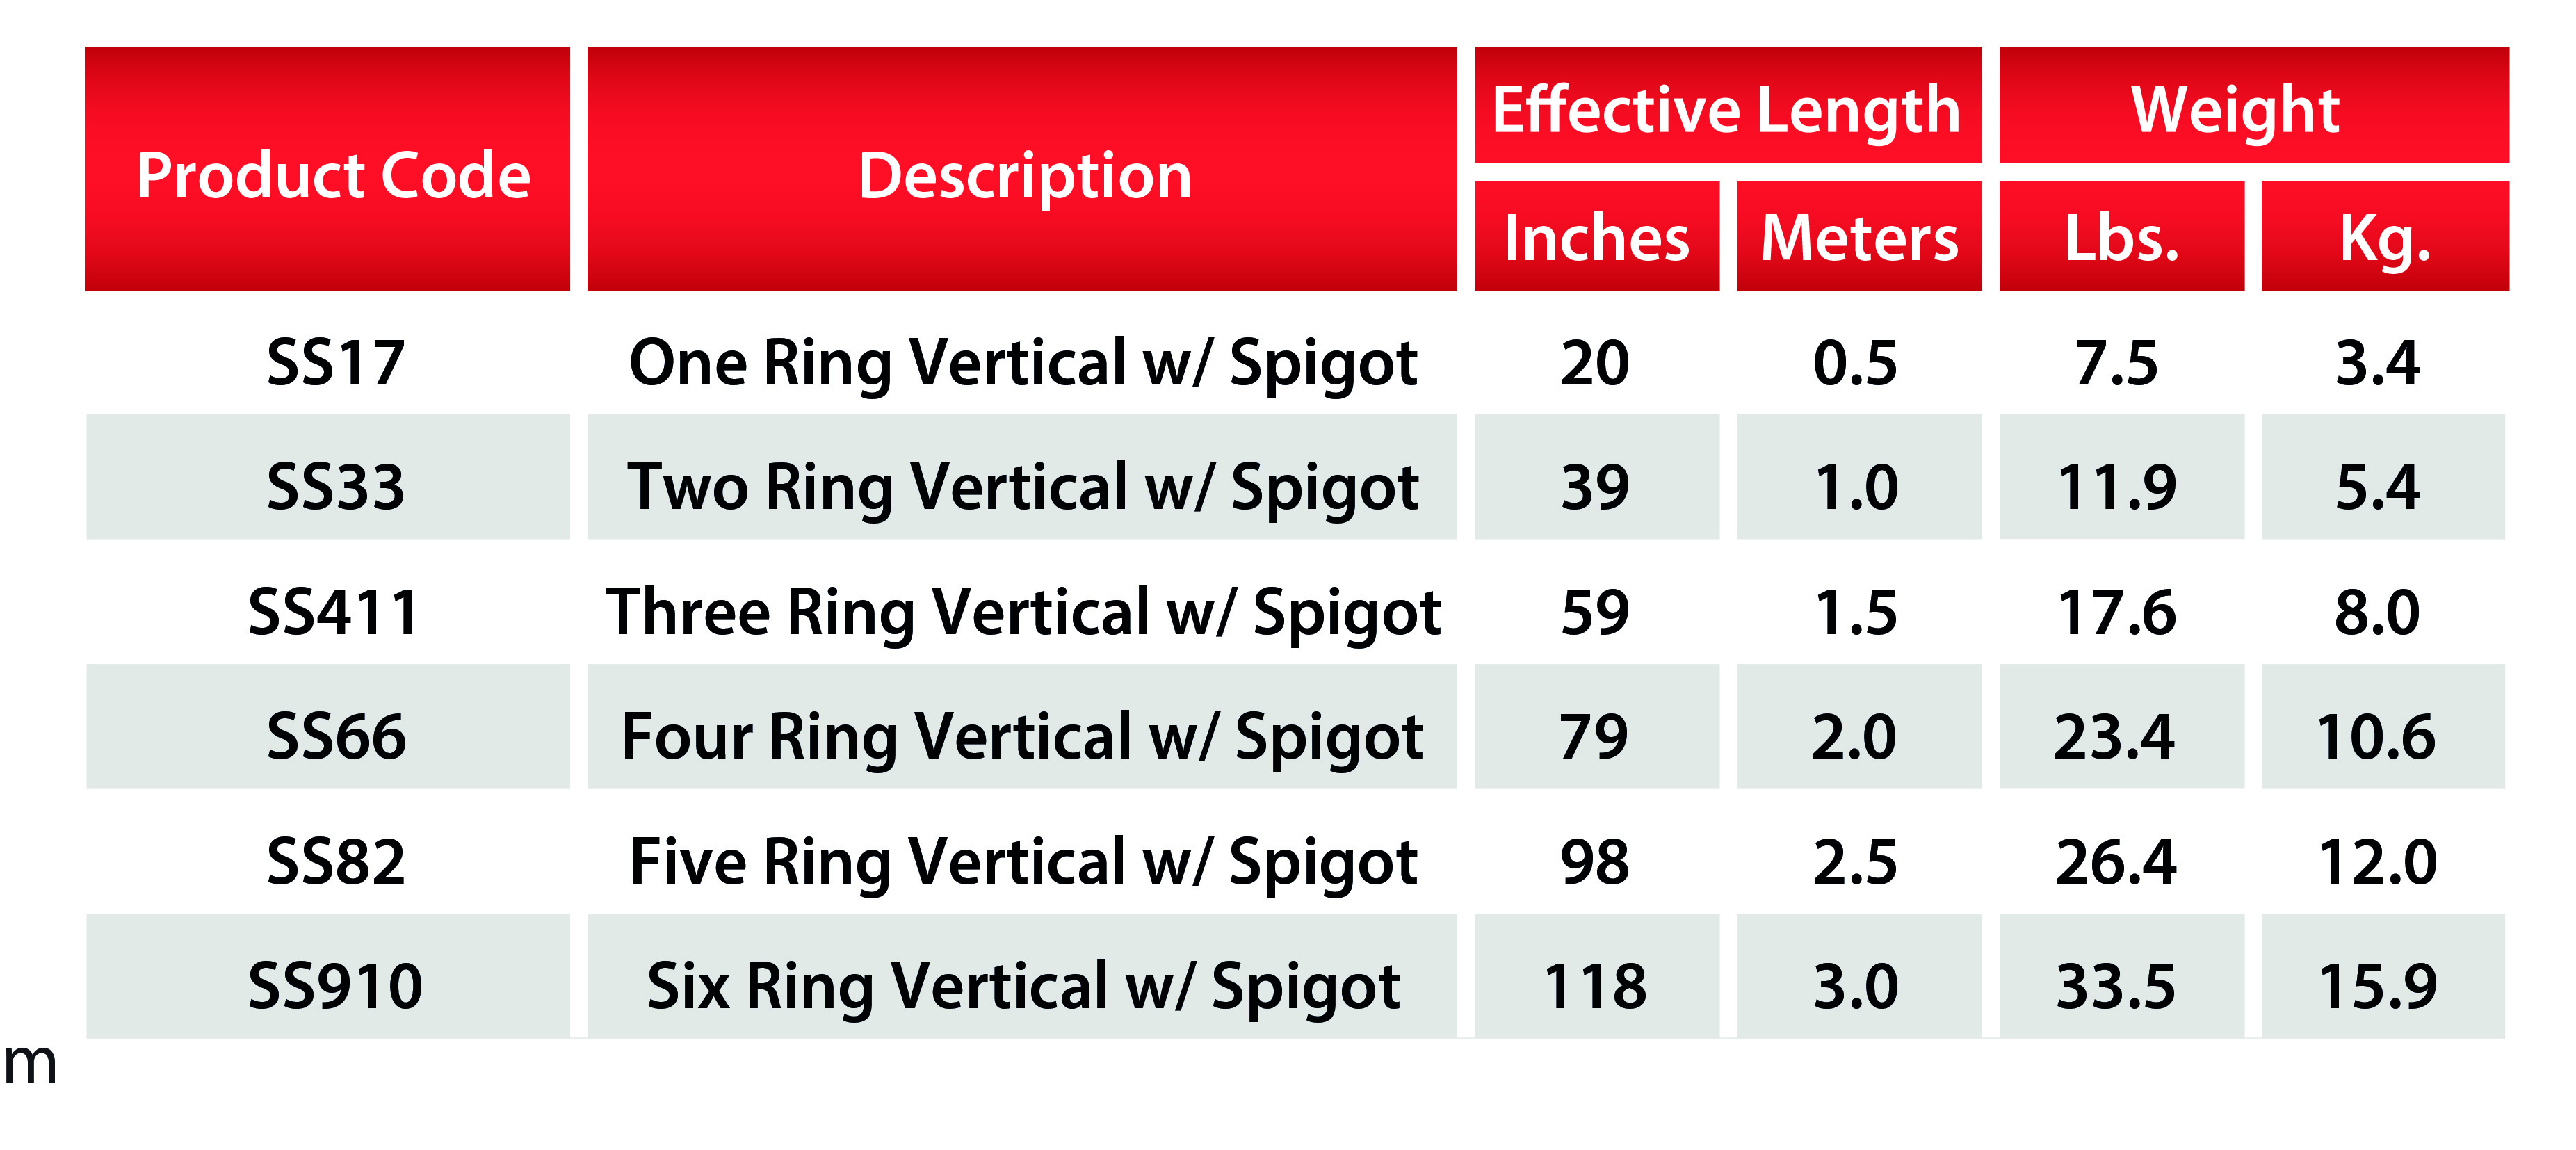 Product Code Description Effective Length Weight
Inches Meters Lbs. Kg.
SS17 One Ring Vertical w/ Spigot 20 0.5 7.5 3.4
SS33 Two Ring Vertical w/ Spigot 39 1.0 11.9 5.4
SS411 Three Ring Vertical w/ Spigot 59 1.5 17.6 8.0
SS66 Four Ring Vertical w/ Spigot 79 2.0 23.4 10.6
SS82 Five Ring Vertical w/ Spigot 98 2.5 26.4 12.0
SS910 Six Ring Vertical w/ Spigot 118 3.0 33.5 15.9
m